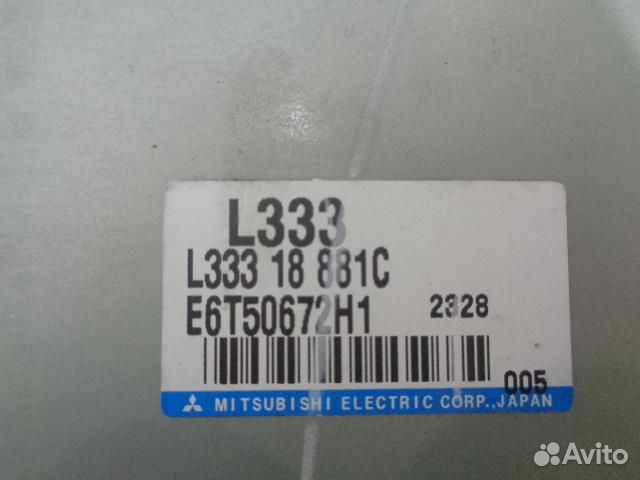 L333
L333 18 881C
E6T50672H1 2328
005
MITSUBISHI ELECTRIC CORP., JAPAN
Avito